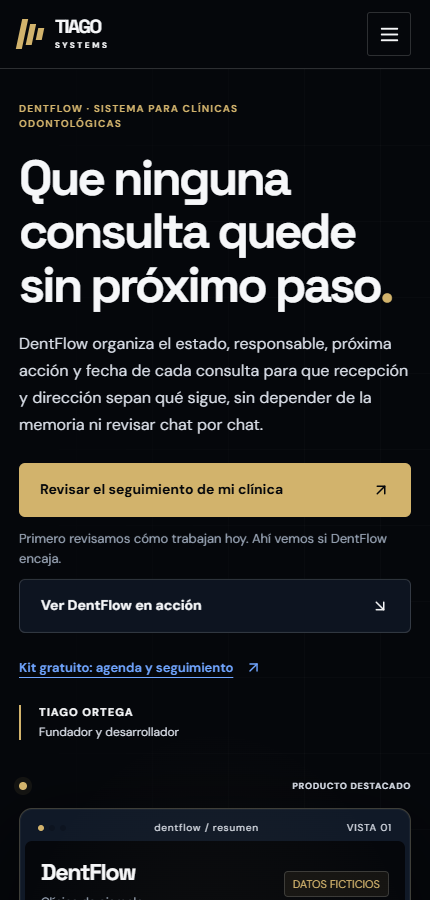 TIAGO
SYSTEMS
DENTFLOW · SISTEMA PARA CLÍNICAS
ODONTOLÓGICAS
Que ninguna
consulta quede
sin próximo paso.
DentFlow organiza el estado, responsable, próxima
acción y fecha de cada consulta para que recepción
y dirección sepan qué sigue, sin depender de la
memoria ni revisar chat por chat.
Revisar el seguimiento de mi clínica
Primero revisamos cómo trabajan hoy. Ahí vemos si DentFlow
encaja.
Ver DentFlow en acción
Kit gratuito: agenda y seguimiento
TIAGO ORTEGA
Fundador y desarrollador
PRODUCTO DESTACADO
dentflow / resumen VISTA 01
DentFlow
DATOS FICTICIOS